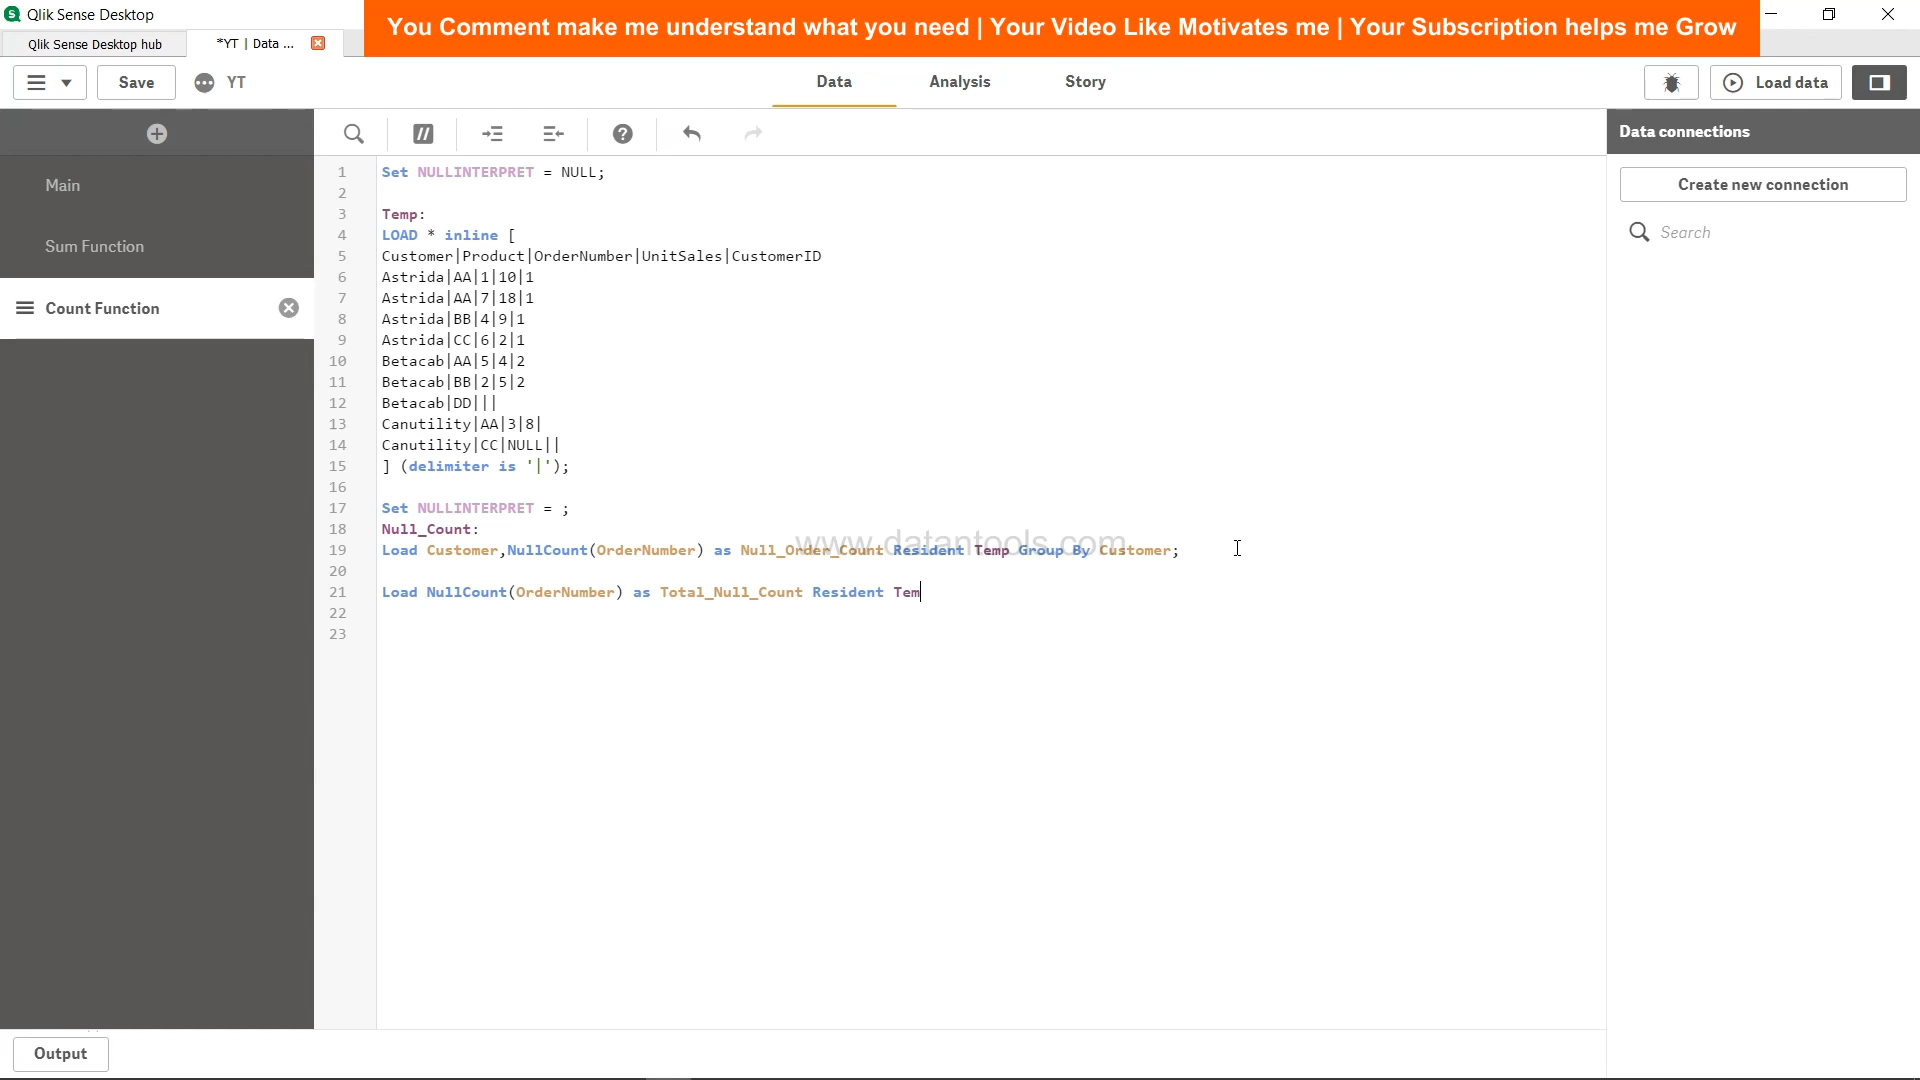 Qlik Sense Desktop
You Comment make me understand what you need | Your Video Like Motivates me | Your Subscription helps me Grow
Qlik Sense Desktop hub
*YT | Data ...
Save
YT
Data
Analysis
Story
Load data
Main
Sum Function
Count Function
1 Set NULLINTERPRET = NULL;
2
3 Temp:
4 LOAD * inline [
5 Customer|Product|OrderNumber|UnitSales|CustomerID
6 Astrida|AA|1|10|1
7 Astrida|AA|7|18|1
8 Astrida|BB|4|9|1
9 Astrida|CC|6|2|1
10 Betacab|AA|5|4|2
11 Betacab|BB|2|5|2
12 Betacab|DD|||
13 Canutility|AA|3|8|
14 Canutility|CC|NULL||
15 ] (delimiter is '|');
16
17 Set NULLINTERPRET = ;
18 Null_Count:
www.datantools.com
19 Load Customer,NullCount(OrderNumber) as Null_Order_Count Resident Temp Group By Customer;
20
21 Load NullCount(OrderNumber) as Total_Null_Count Resident Tem
22
23
Data connections
Create new connection
Search
Output